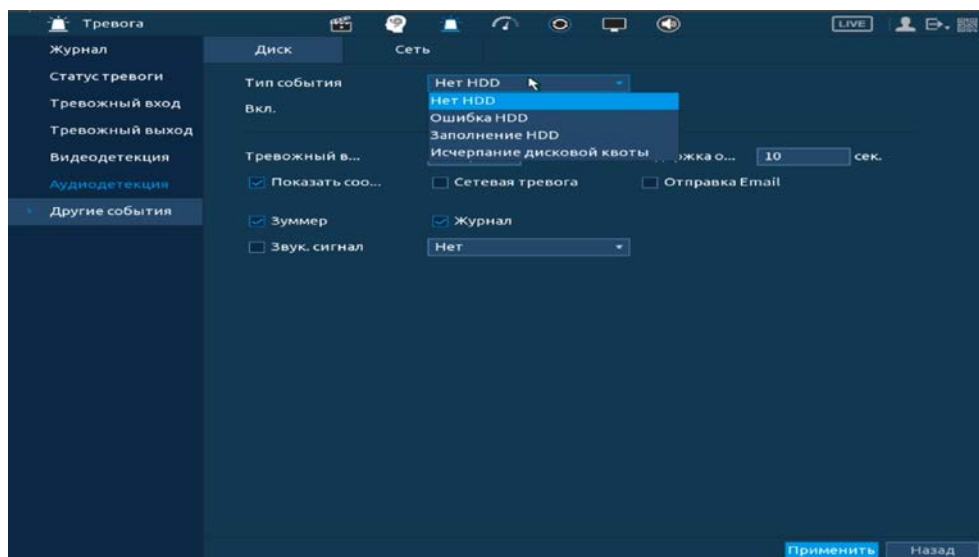 Тревога
LIVE
Журнал
Диск
Сеть
Статус тревоги
Тип события
Нет HDD
Тревожный вход
Вкл.
Нет HDD
Ошибка HDD
Тревожный выход
Заполнение HDD
Видеодетекция
Тревожный в...
Исчерпание дисковой квоты
10
сек.
Аудиодетекция
Показать соо...
Сетевая тревога
Отправка Email
Другие события
Зуммер
Журнал
Звук. сигнал
Нет
Применить
Назад